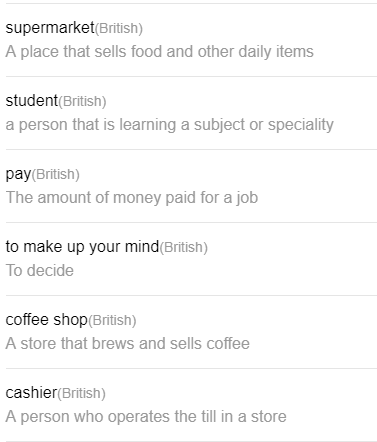 supermarket(British)
A place that sells food and other daily items
student(British)
a person that is learning a subject or speciality
pay(British)
The amount of money paid for a job
to make up your mind(British)
To decide
coffee shop(British)
A store that brews and sells coffee
cashier(British)
A person who operates the till in a store